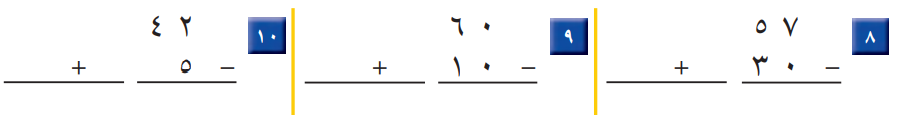 ٨ ٥٧ ٩ ٦٠ ١٠ ٤٢
− ٣٠ + − ١٠ + − ٥ +